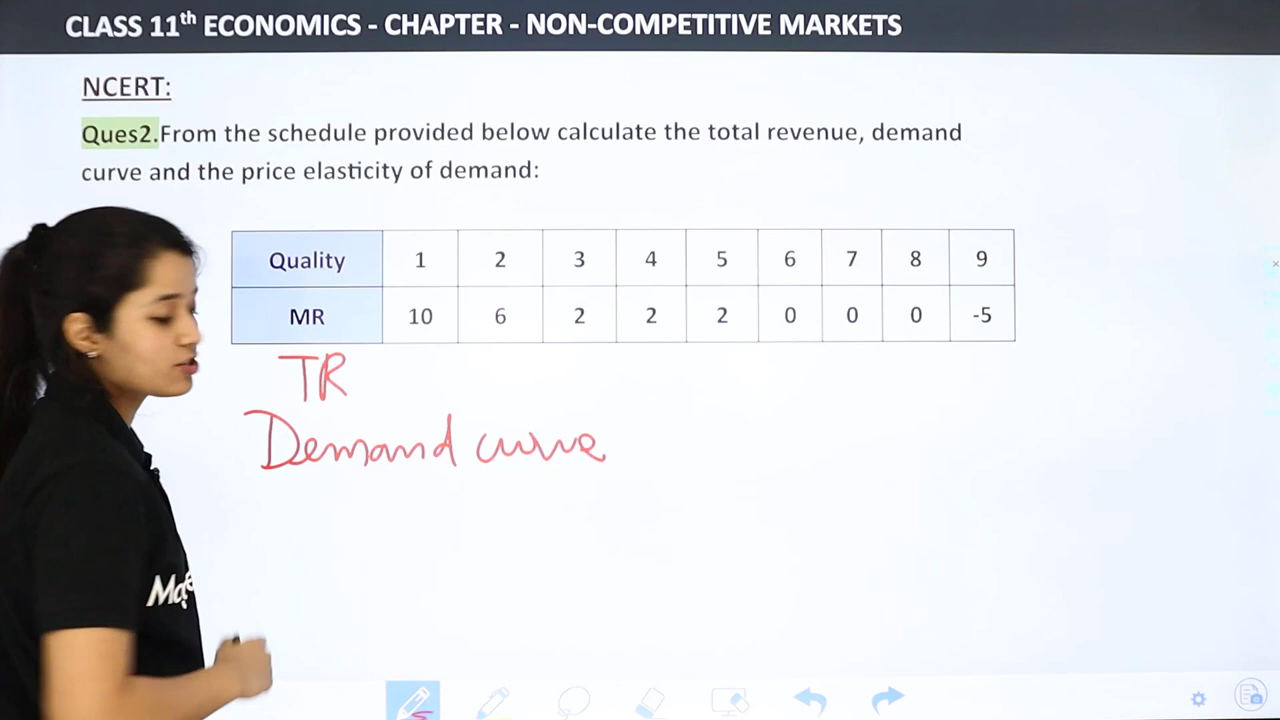 CLASS 11th ECONOMICS - CHAPTER - NON-COMPETITIVE MARKETS
NCERT:
Ques2.From the schedule provided below calculate the total revenue, demand
curve and the price elasticity of demand:
Quality 1 2 3 4 5 6 7 8 9
MR 10 6 2 2 2 0 0 0 -5
TR
Demand curve